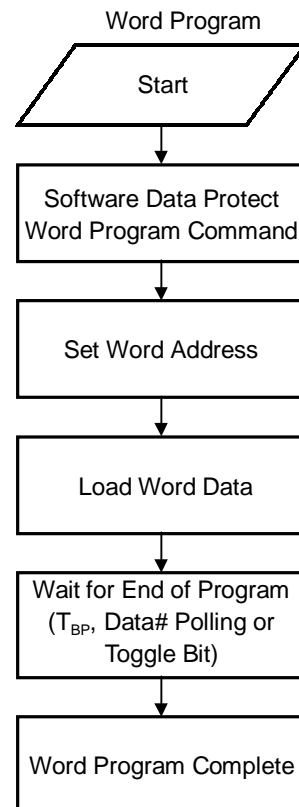 Word Program
Start
Software Data Protect
Word Program Command
Set Word Address
Load Word Data
Wait for End of Program
(TBP, Data# Polling or
Toggle Bit)
Word Program Complete